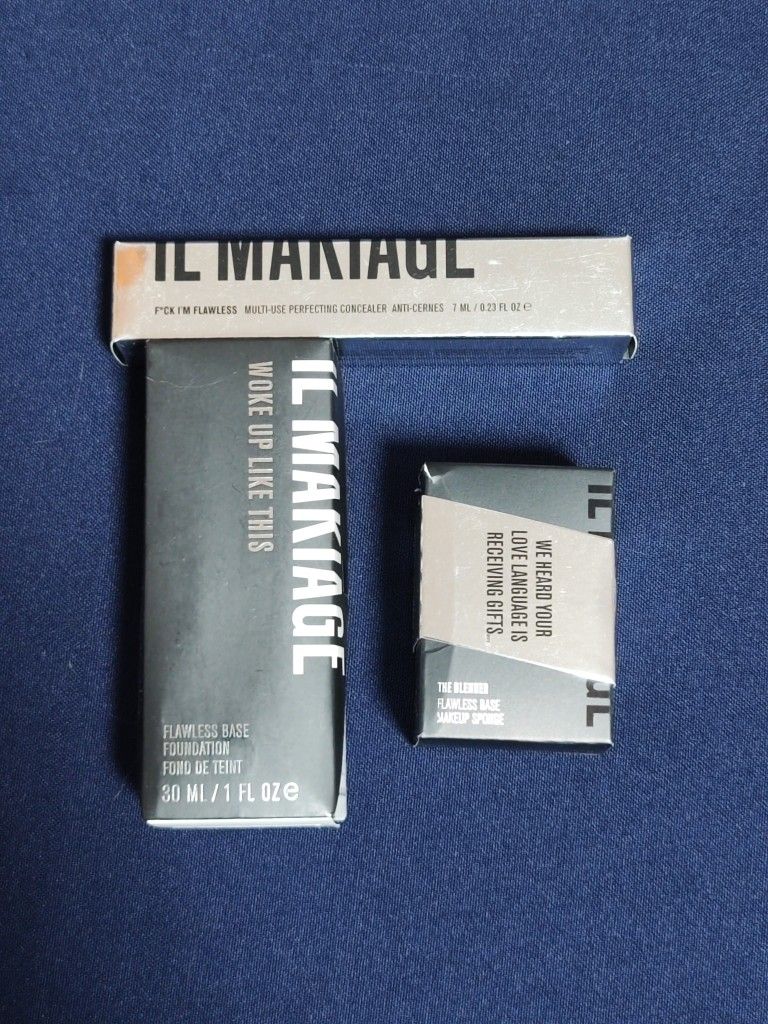 IL MAKIAGE
F*CK I'M FLAWLESS MULTI-USE PERFECTING CONCEALER ANTI-CERNES 7 ML / 0.23 FL OZ ℮
IL MAKIAGE
WOKE UP LIKE THIS
FLAWLESS BASE
FOUNDATION
FOND DE TEINT
30 ML / 1 FL OZ ℮
WE HEARD YOUR
LOVE LANGUAGE IS
RECEIVING GIFTS...
THE BLENDER
FLAWLESS BASE
MAKEUP SPONGE